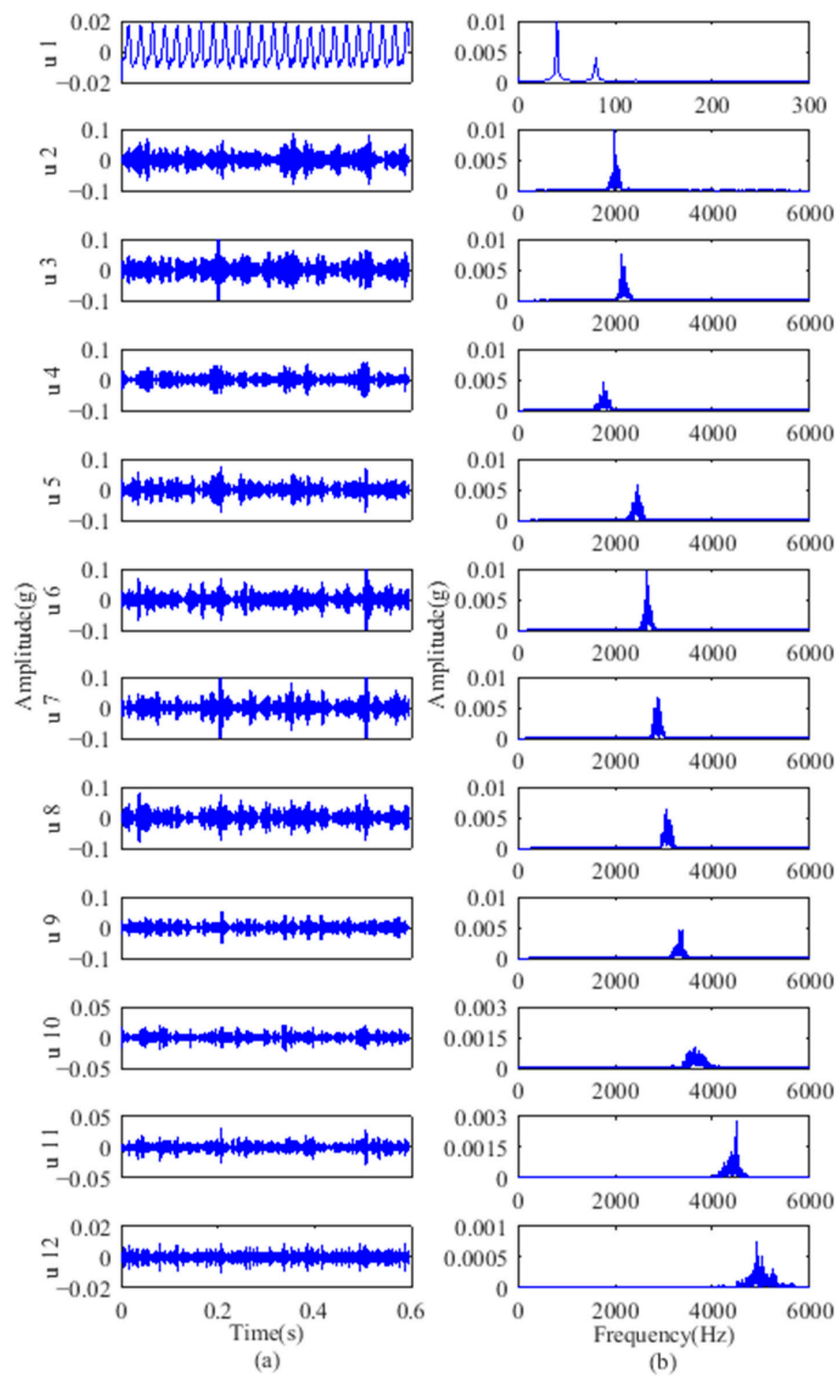 u 1 0.02 0 −0.02 0.01 0.005 0
0 100 200 300
u 2 0.1 0 −0.1 0.01 0.005 0
0 2000 4000 6000
u 3 0.1 0 −0.1 0.01 0.005 0
0 2000 4000 6000
u 4 0.1 0 −0.1 0.01 0.005 0
0 2000 4000 6000
u 5 0.1 0 −0.1 0.01 0.005 0
0 2000 4000 6000
Amplitude(g) Amplitude(g)
u 6 0.1 0 −0.1 0.01 0.005 0
0 2000 4000 6000
u 7 0.1 0 −0.1 0.01 0.005 0
0 2000 4000 6000
u 8 0.1 0 −0.1 0.01 0.005 0
0 2000 4000 6000
u 9 0.1 0 −0.1 0.01 0.005 0
0 2000 4000 6000
u 10 0.05 0 −0.05 0.003 0.0015 0
0 2000 4000 6000
u 11 0.05 0 −0.05 0.003 0.0015 0
0 2000 4000 6000
u 12 0.02 0 −0.02 0.001 0.0005 0
0 0.2 0.4 0.6 0 2000 4000 6000
Time(s) Frequency(Hz)
(a) (b)